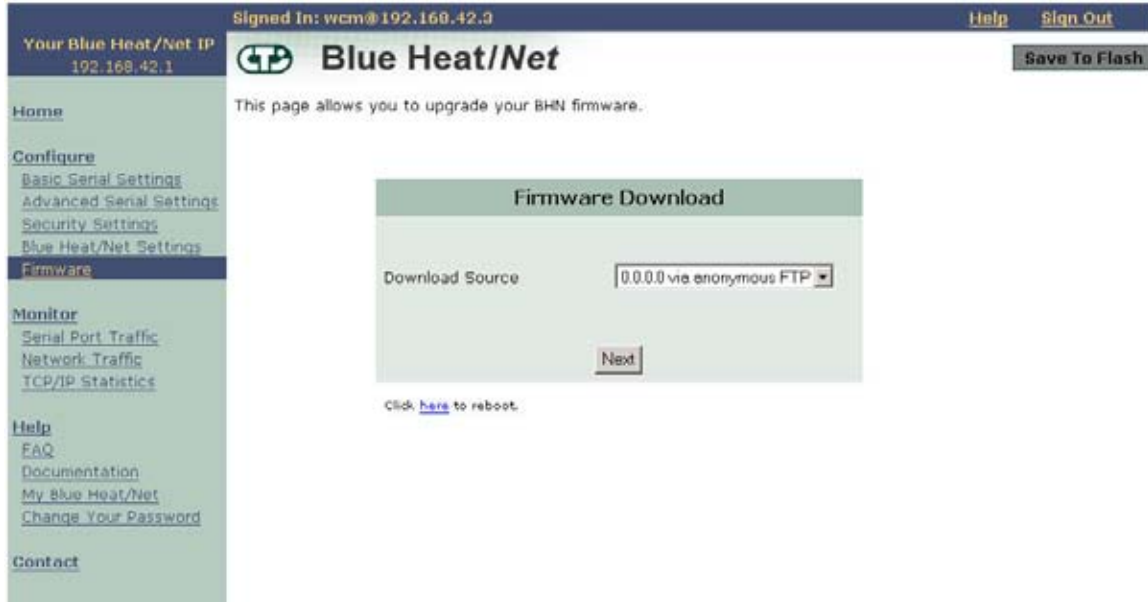 Signed In: wcm@192.168.42.3
Help
Sign Out
Your Blue Heat/Net IP
192.168.42.1
CTI Blue Heat/Net
Save To Flash
This page allows you to upgrade your BHN firmware.
Home
Configure
Basic Serial Settings
Advanced Serial Settings
Security Settings
Blue Heat/Net Settings
Firmware
Monitor
Serial Port Traffic
Network Traffic
TCP/IP Statistics
Help
FAQ
Documentation
My Blue Heat/Net
Change Your Password
Contact
Firmware Download
Download Source
0.0.0.0 via anonymous FTP
Next
Click here to reboot.